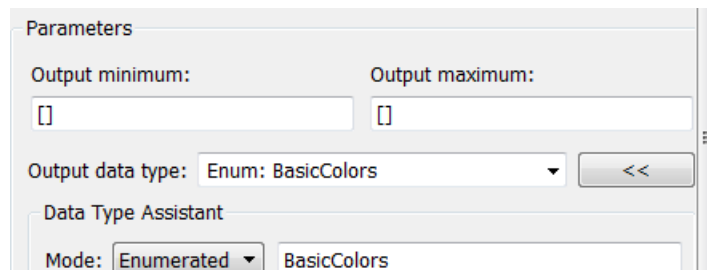 Parameters
Output minimum: Output maximum:
[] []
Output data type: Enum: BasicColors <<
Data Type Assistant
Mode: Enumerated BasicColors